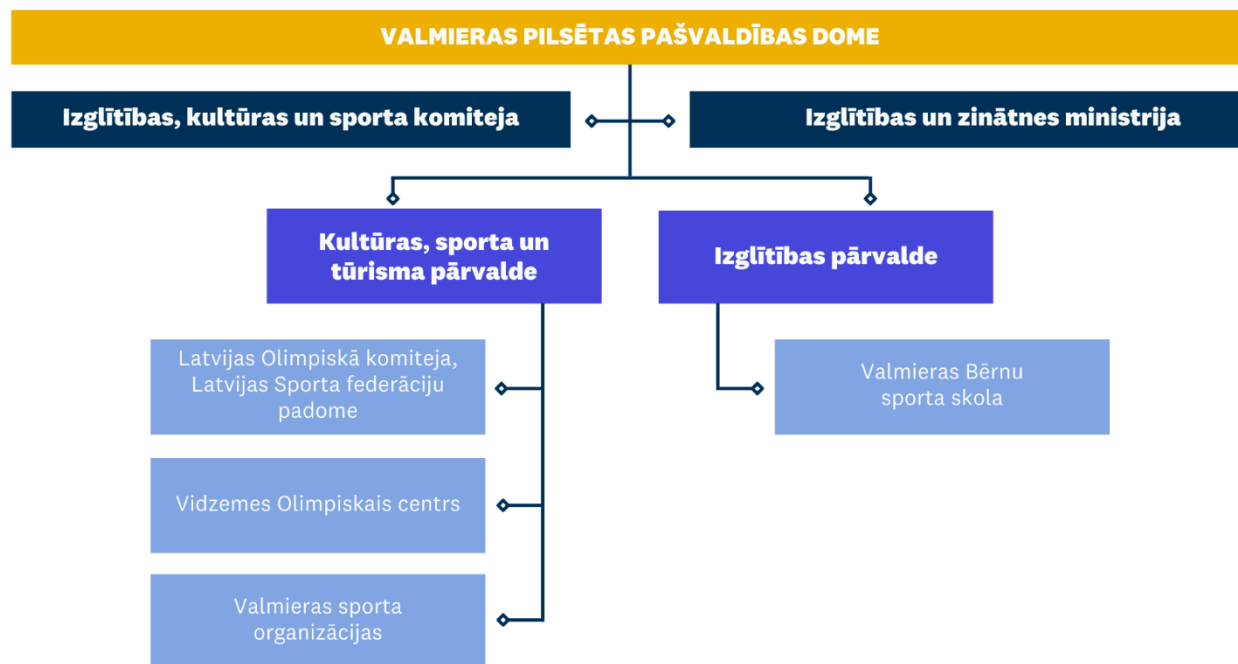 VALMIERAS PILSĒTAS PAŠVALDĪBAS DOME
Izglītības, kultūras un sporta komiteja
Izglītības un zinātnes ministrija
Kultūras, sporta un
tūrisma pārvalde
Izglītības pārvalde
Latvijas Olimpiskā komiteja,
Latvijas Sporta federāciju
padome
Valmieras Bērnu
sporta skola
Vidzemes Olimpiskais centrs
Valmieras sporta
organizācijas